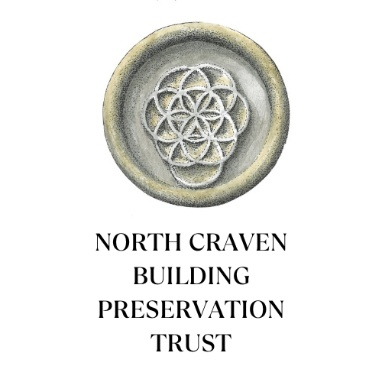 NORTH CRAVEN
BUILDING
PRESERVATION
TRUST